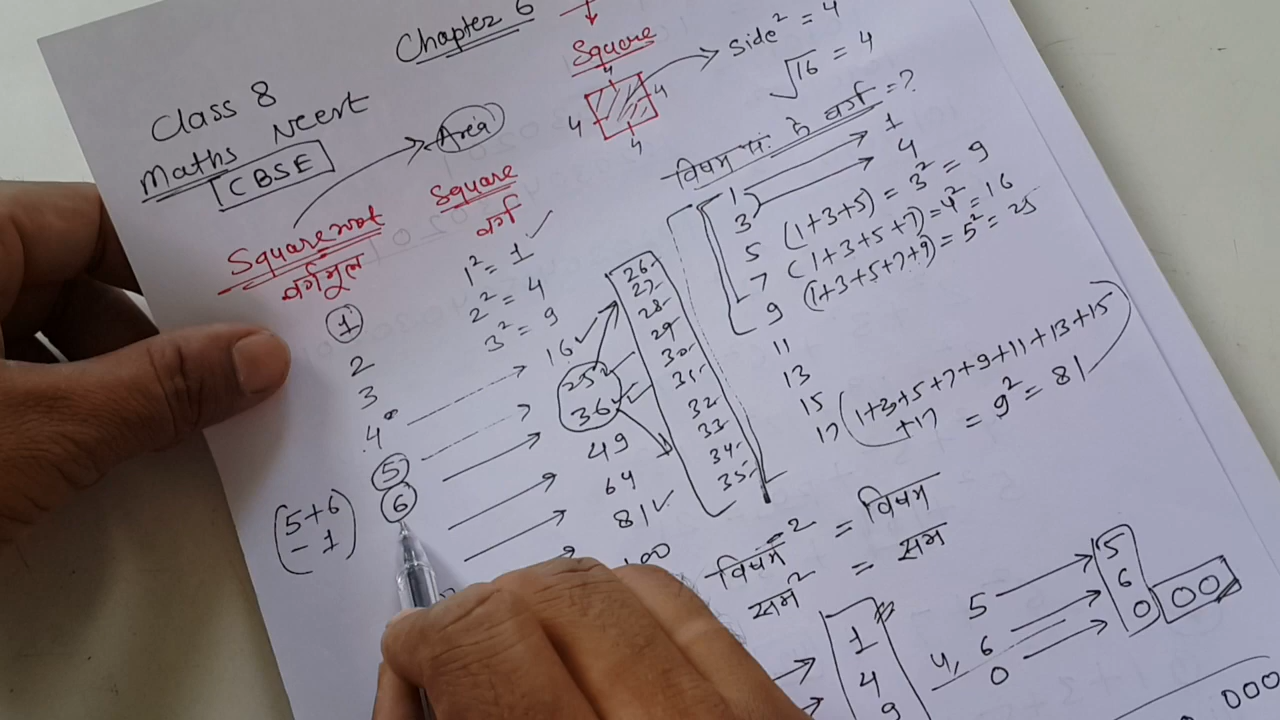 Chapter 6
Class 8
Maths Ncert
CBSE
Area
Square
4
4
4
4
side² = 4
√16 = 4
Squareroot
वर्गमूल
1
2
3
4
5
6
(5+6
- 1)
Square
वर्ग
1² = 1 ✓
2² = 4
3² = 9
16 ✓
25
36
49
64
81 ✓
100
26
27
28
29
30
31
32
33
34
35
विषम सं. के वर्ग = ?
1 → 1
3 → 4
5 (1+3+5) = 3² = 9
7 (1+3+5+7) = 4² = 16
9 (1+3+5+7+9) = 5² = 25
11
13
15
17 (1+3+5+7+9+11+13+15
+17 = 9² = 81
विषम² = विषम
सम² = सम
1
4
9
5 → 5
4, 6 → 6
0 → 0 00
000